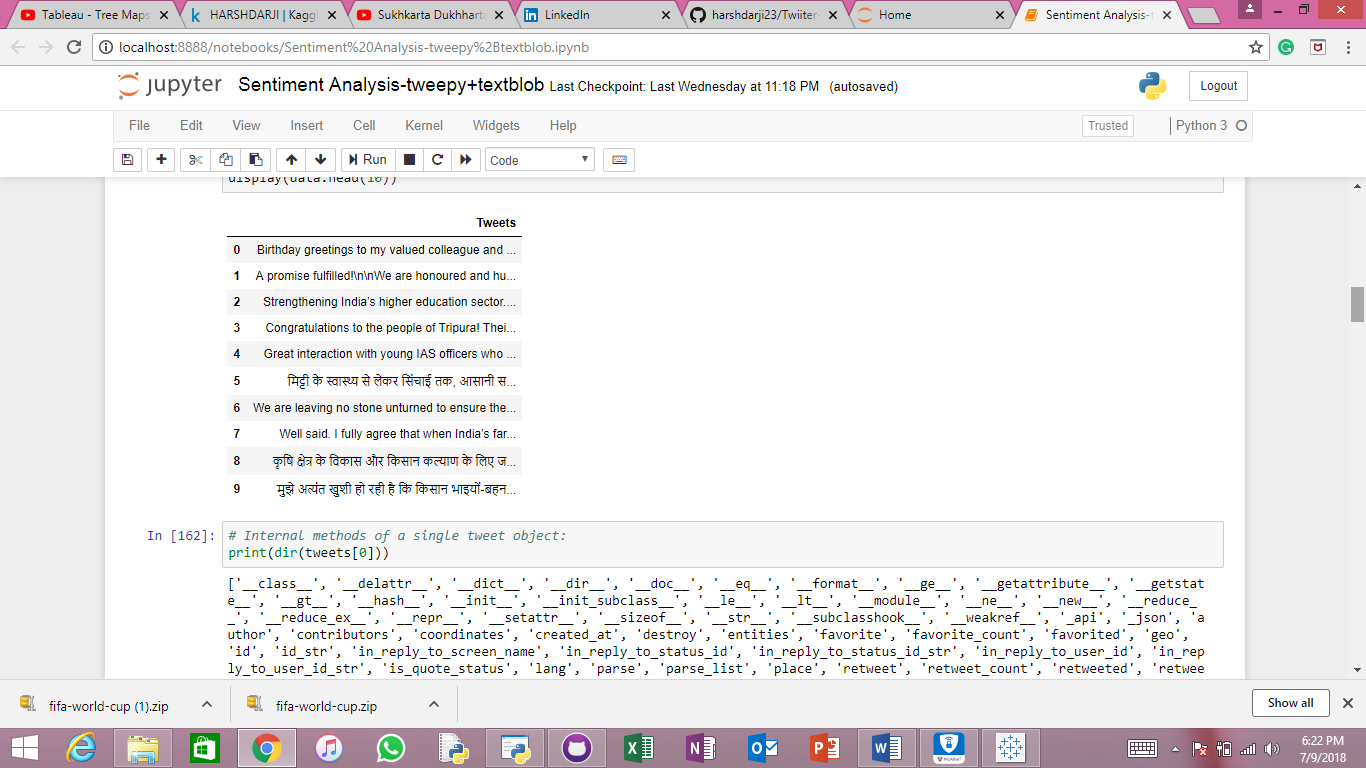 Tableau - Tree Maps
HARSHDARJI | Kaggl
Sukhkarta Dukhharta
LinkedIn
harshdarji23/Twiiter-
Home
Sentiment Analysis-t
localhost:8888/notebooks/Sentiment%20Analysis-tweepy%2Btextblob.ipynb
jupyter Sentiment Analysis-tweepy+textblob Last Checkpoint: Last Wednesday at 11:18 PM (autosaved)
Logout
File Edit View Insert Cell Kernel Widgets Help
Trusted
Python 3
Run
Code
display(data.head(10))
Tweets
0 Birthday greetings to my valued colleague and ...
1 A promise fulfilled!\n\nWe are honoured and hu...
2 Strengthening India's higher education sector....
3 Congratulations to the people of Tripura! Thei...
4 Great interaction with young IAS officers who ...
5 मिट्टी के स्वास्थ्य से लेकर सिंचाई तक, आसानी स...
6 We are leaving no stone unturned to ensure the...
7 Well said. I fully agree that when India's far...
8 कृषि क्षेत्र के विकास और किसान कल्याण के लिए ज...
9 मुझे अत्यंत खुशी हो रही है कि किसान भाइयों-बहन...
In [162]: # Internal methods of a single tweet object:
print(dir(tweets[0]))
['__class__', '__delattr__', '__dict__', '__dir__', '__doc__', '__eq__', '__format__', '__ge__', '__getattribute__', '__getstat
e__', '__gt__', '__hash__', '__init__', '__init_subclass__', '__le__', '__lt__', '__module__', '__ne__', '__new__', '__reduce_
_', '__reduce_ex__', '__repr__', '__setattr__', '__sizeof__', '__str__', '__subclasshook__', '__weakref__', '_api', '_json', 'a
uthor', 'contributors', 'coordinates', 'created_at', 'destroy', 'entities', 'favorite', 'favorite_count', 'favorited', 'geo',
'id', 'id_str', 'in_reply_to_screen_name', 'in_reply_to_status_id', 'in_reply_to_status_id_str', 'in_reply_to_user_id', 'in_rep
ly_to_user_id_str', 'is_quote_status', 'lang', 'parse', 'parse_list', 'place', 'retweet', 'retweet_count', 'retweeted', 'retwee
fifa-world-cup (1).zip
fifa-world-cup.zip
Show all
6:22 PM
7/9/2018